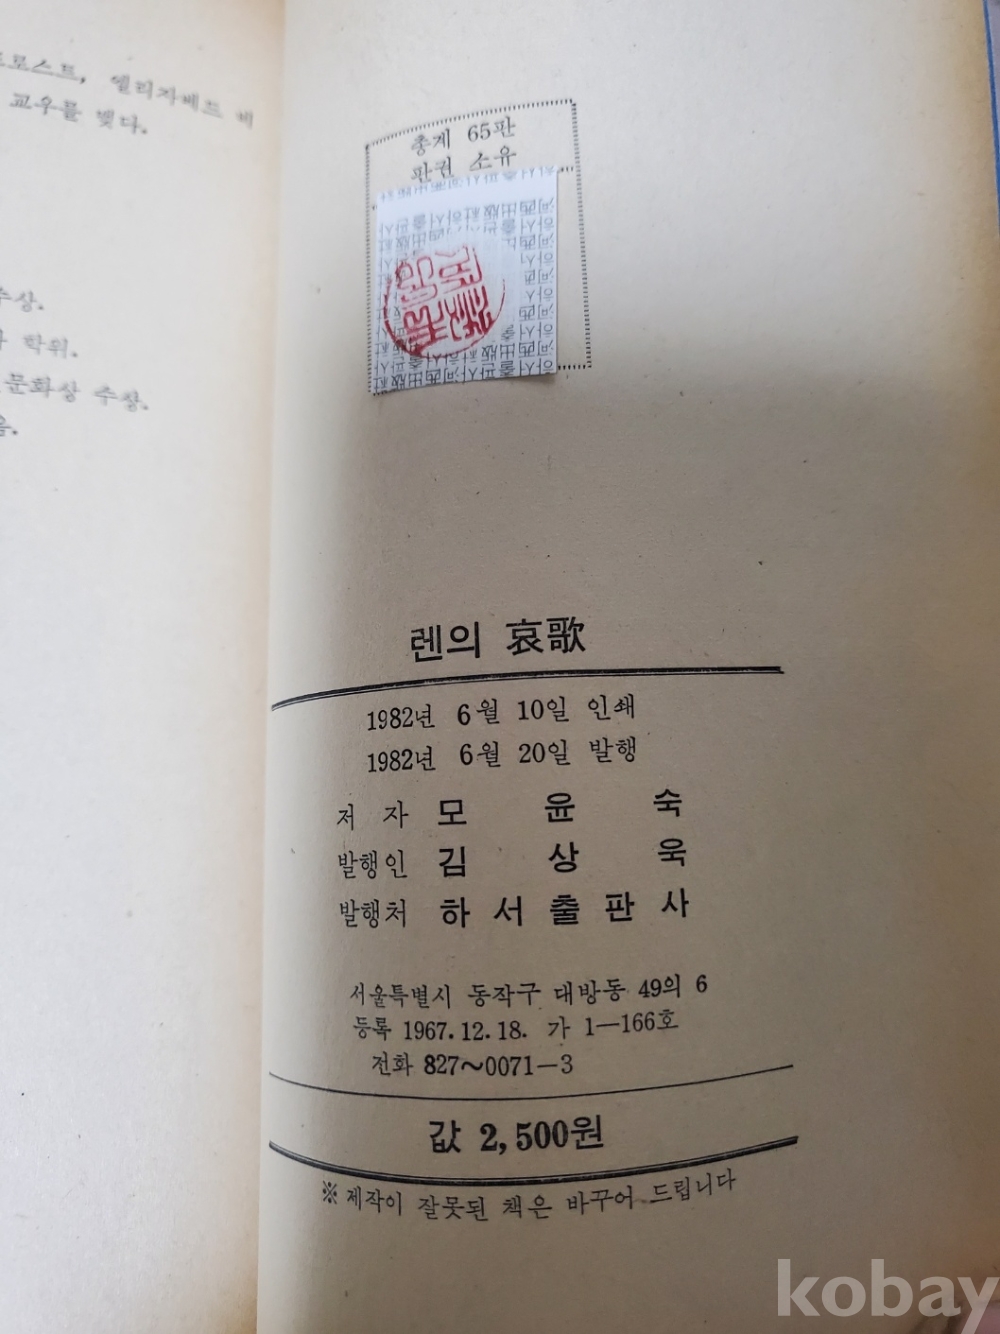 로스트, 엘리자베드 비
교우를 맺다.
수상.
학위.
문화상 수상.
음.
총계 65판
판권 소유
렌의 哀歌
1982년 6월 10일 인쇄
1982년 6월 20일 발행
저 자 모 윤 숙
발행인 김 상 욱
발행처 하 서 출 판 사
서울특별시 동작구 대방동 49의 6
등록 1967. 12. 18. 가 1—166호
전화 827~0071—3
값 2,500원
※ 제작이 잘못된 책은 바꾸어 드립니다
kobay